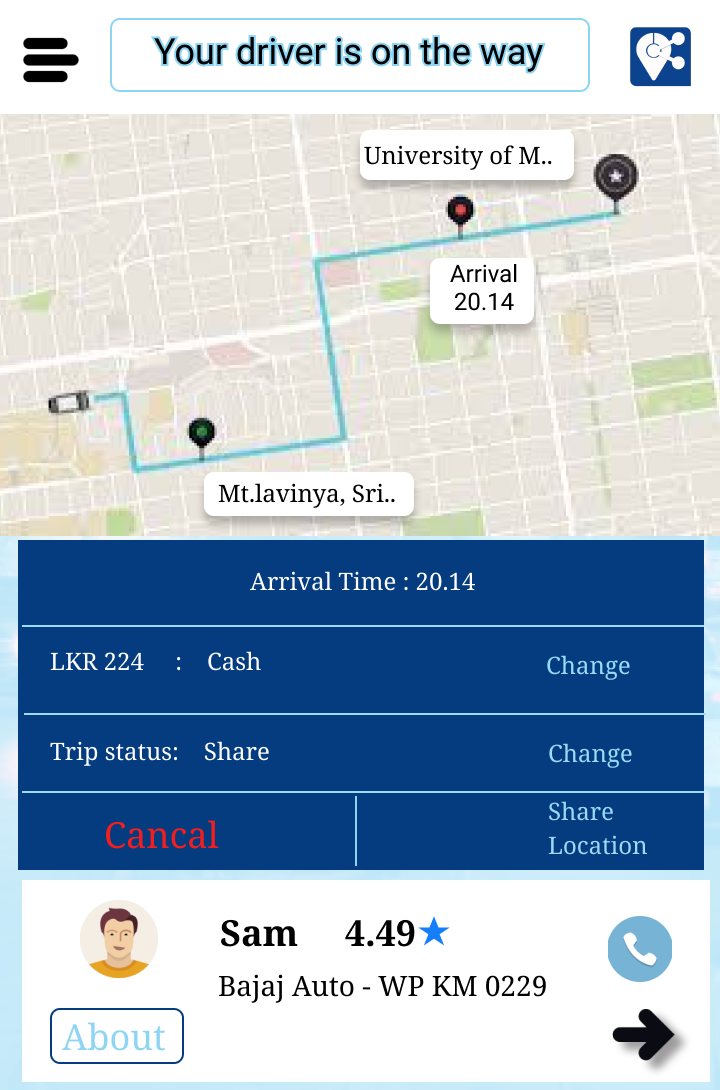 Your driver is on the way
University of M..
Arrival
20.14
Mt.lavinya, Sri..
Arrival Time : 20.14
LKR 224 : Cash
Change
Trip status: Share
Change
Cancal
Share
Location
Sam 4.49
Bajaj Auto - WP KM 0229
About